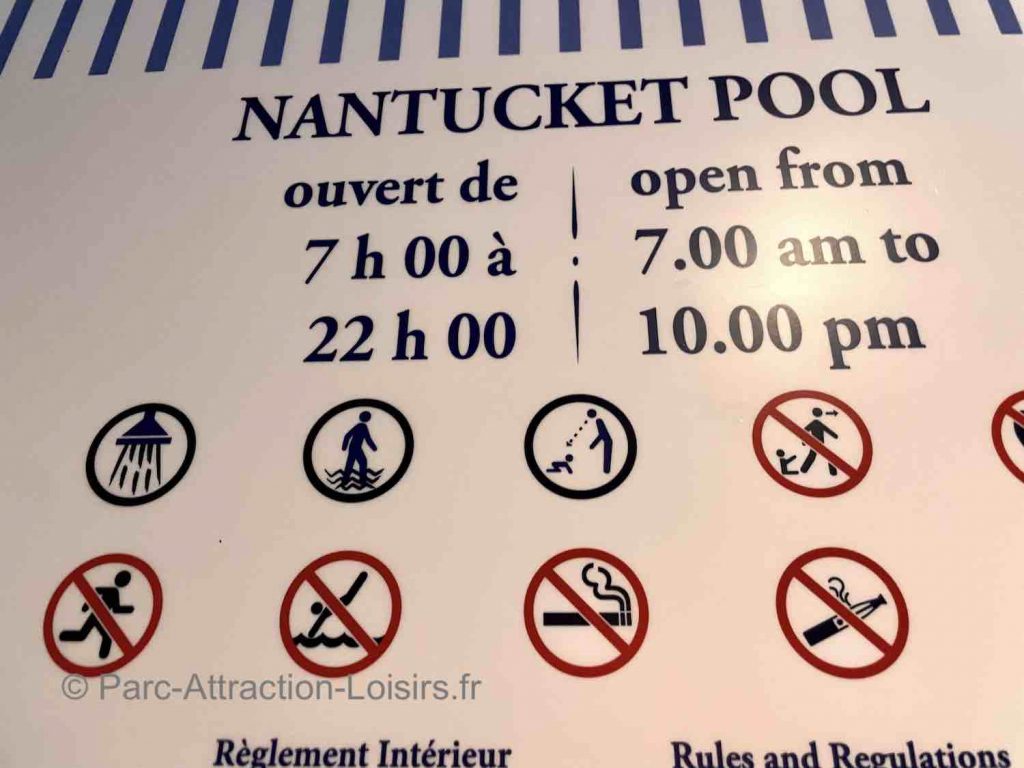 NANTUCKET POOL
ouvert de
7 h 00 à
22 h 00
open from
7.00 am to
10.00 pm
© Parc-Attraction-Loisirs.fr
Règlement Intérieur
Rules and Regulations